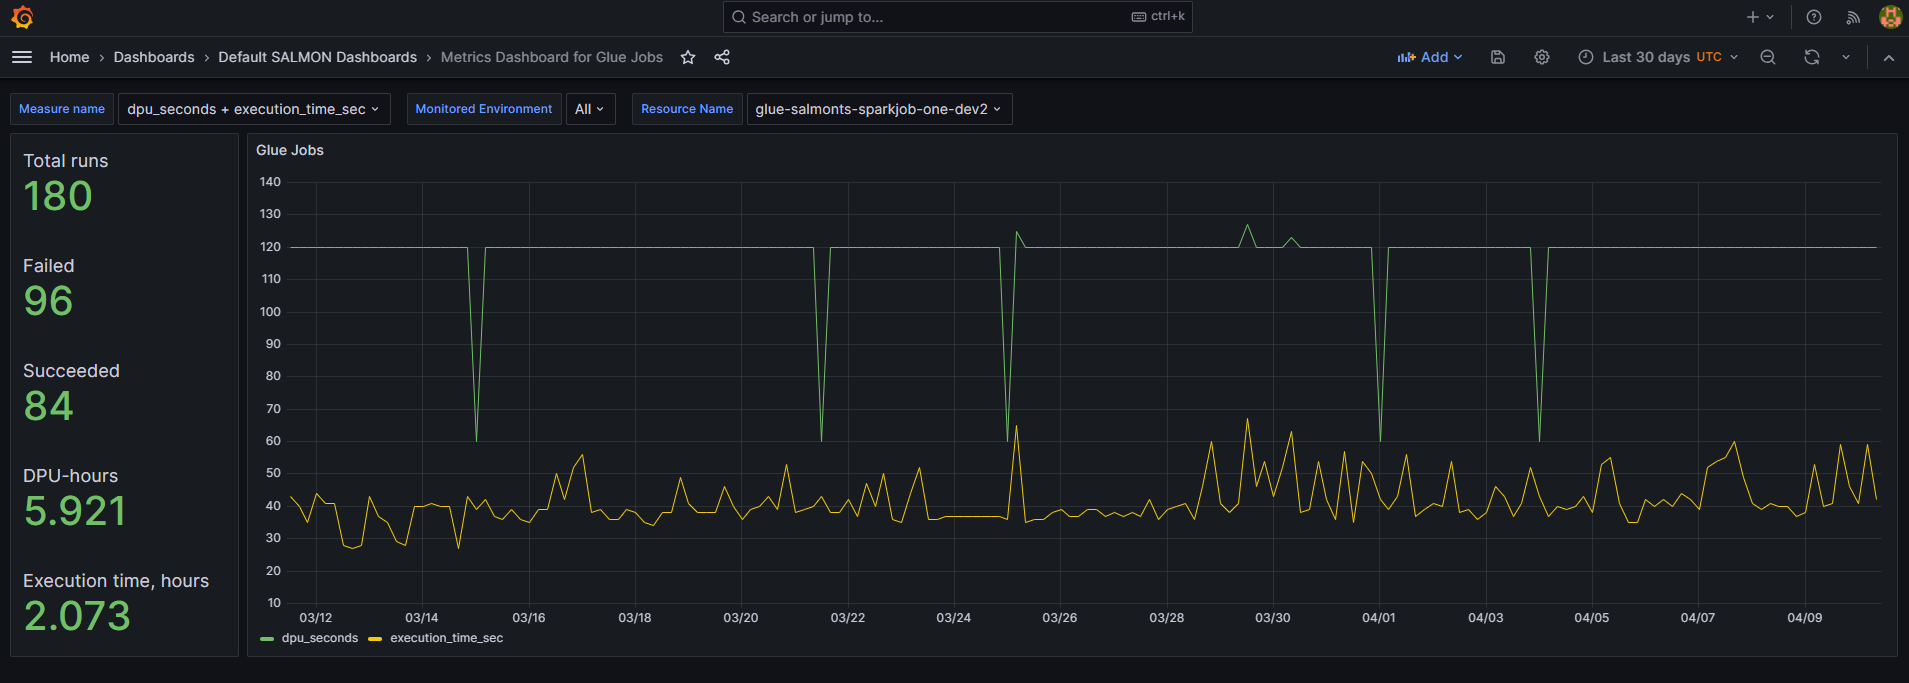 Search or jump to... ctrl+k
Home › Dashboards › Default SALMON Dashboards › Metrics Dashboard for Glue Jobs
Add
Last 30 days UTC
Measure name dpu_seconds + execution_time_sec
Monitored Environment All
Resource Name glue-salmonts-sparkjob-one-dev2
Total runs
180
Failed
96
Succeeded
84
DPU-hours
5.921
Execution time, hours
2.073
Glue Jobs
140
130
120
110
100
90
80
70
60
50
40
30
20
10
03/12 03/14 03/16 03/18 03/20 03/22 03/24 03/26 03/28 03/30 04/01 04/03 04/05 04/07 04/09
dpu_seconds execution_time_sec